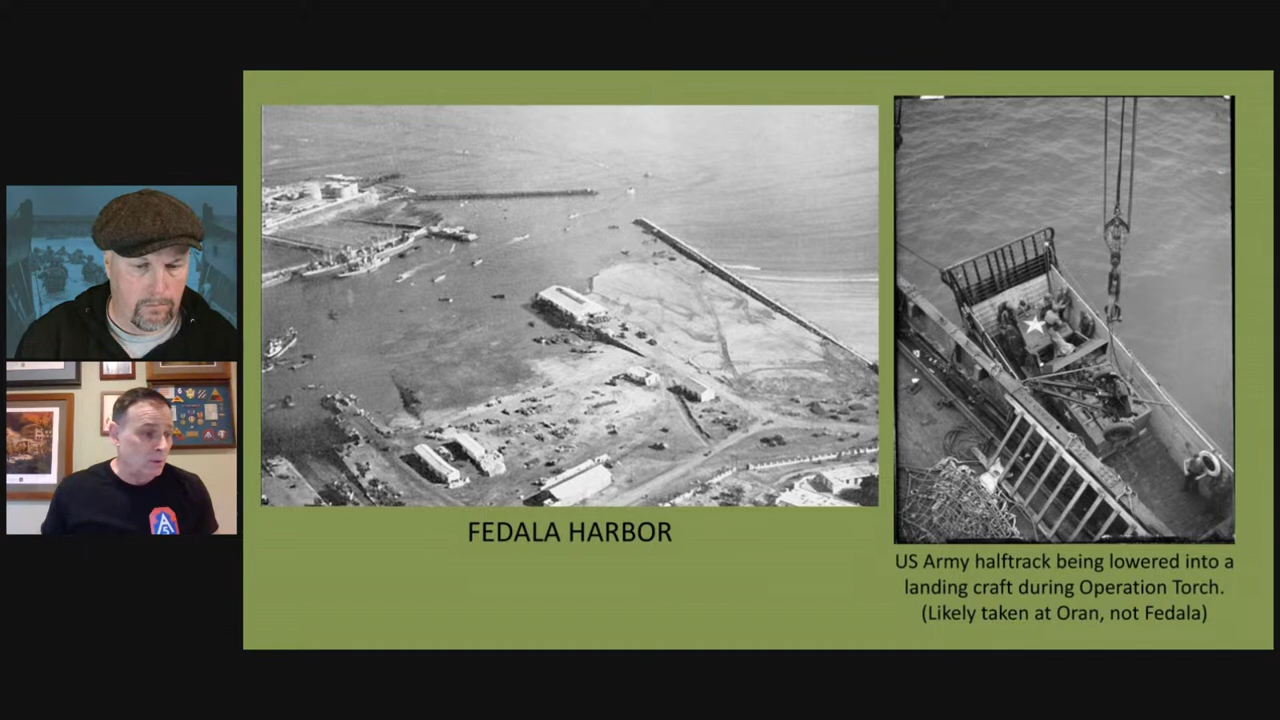 FEDALA HARBOR
US Army halftrack being lowered into a
landing craft during Operation Torch.
(Likely taken at Oran, not Fedala)
A
5